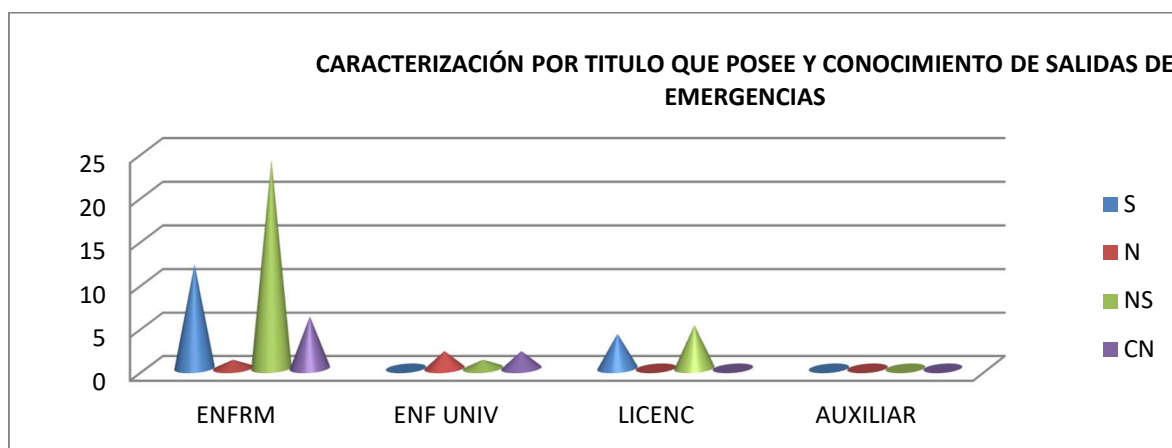 CARACTERIZACIÓN POR TITULO QUE POSEE Y CONOCIMIENTO DE SALIDAS DE
EMERGENCIAS
25
20
15
10
5
0
ENFRM ENF UNIV LICENC AUXILIAR
S
N
NS
CN